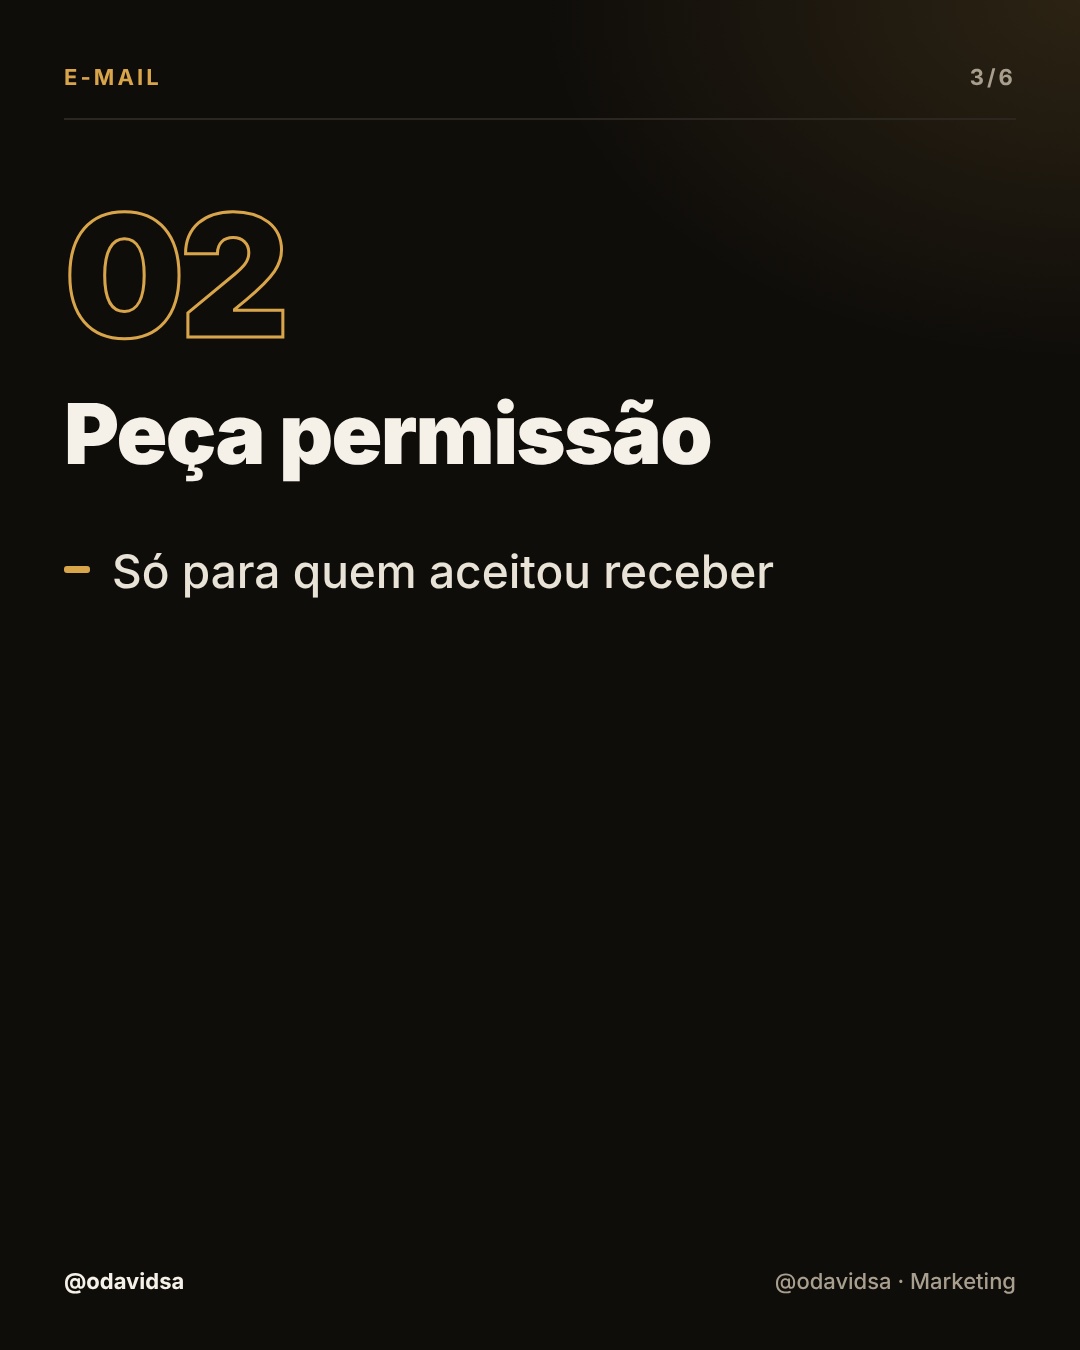 E-MAIL
3/6
02
Peça permissão
Só para quem aceitou receber
@odavidsa
@odavidsa · Marketing